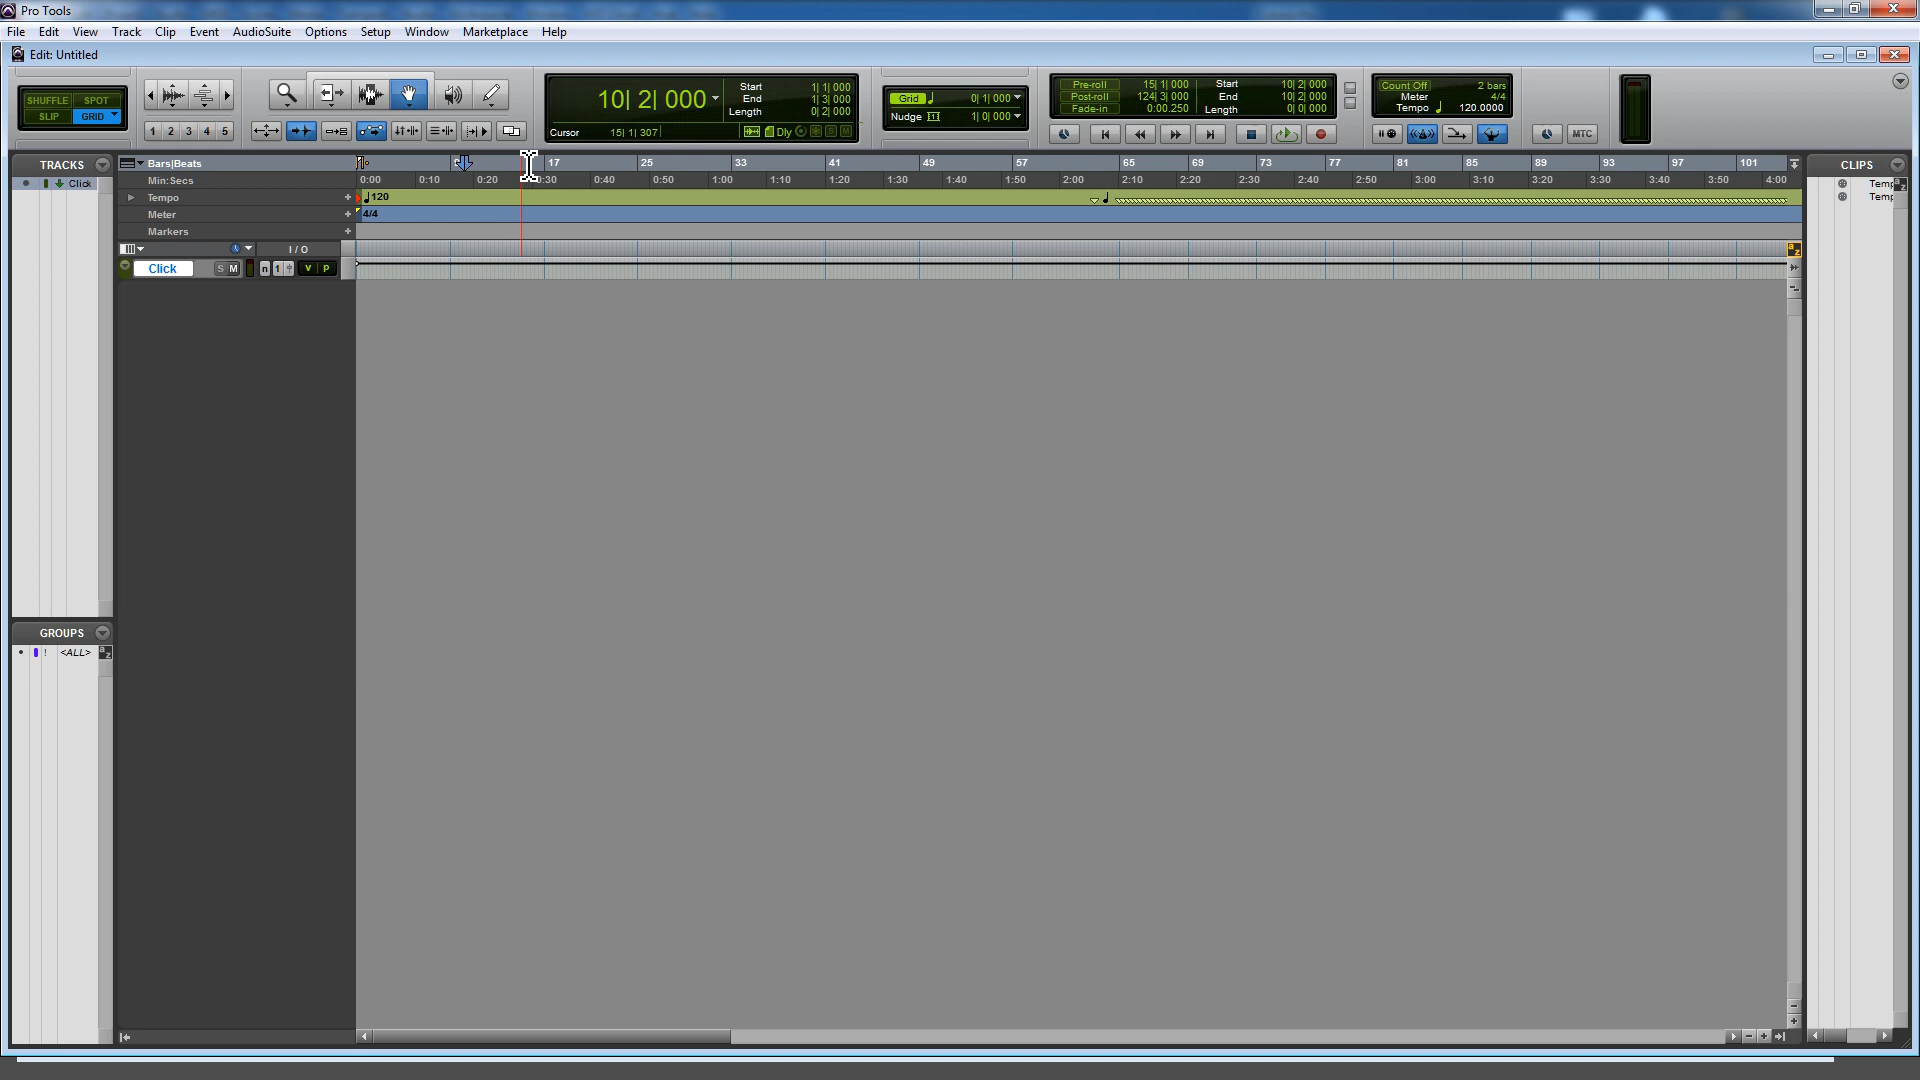 Pro Tools
File Edit View Track Clip Event AudioSuite Options Setup Window Marketplace Help
Edit: Untitled
SHUFFLE SPOT
SLIP GRID
1 2 3 4 5
10| 2| 000
Start 1| 1| 000
End 1| 3| 000
Length 0| 2| 000
Cursor 15| 1| 307 Dly S M
Grid 0| 1| 000
Nudge 1| 0| 000
Pre-roll 15| 1| 000 Start 10| 2| 000
Post-roll 124| 3| 000 End 10| 2| 000
Fade-in 0:00.250 Length 0| 0| 000
Count Off 2 bars
Meter 4/4
Tempo 120.0000
MTC
TRACKS
Click
Bars|Beats 17 25 33 41 49 57 65 69 73 77 81 85 89 93 97 101
Min:Secs 0:00 0:10 0:20 0:30 0:40 0:50 1:00 1:10 1:20 1:30 1:40 1:50 2:00 2:10 2:20 2:30 2:40 2:50 3:00 3:10 3:20 3:30 3:40 3:50 4:00
Tempo + 120
Meter + 4/4
Markers +
I / O
Click S M n 1 v p
CLIPS
Temp
Temp
GROUPS
! <ALL>
a z